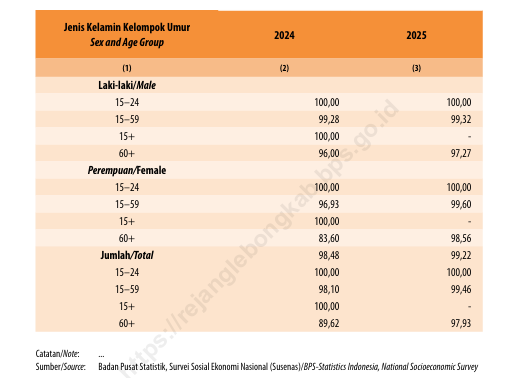 Jenis Kelamin Kelompok Umur 2024 2025
Sex and Age Group
(1) (2) (3)
Laki-laki/Male
15–24 100,00 100,00
15–59 99,28 99,32
15+ 100,00 -
60+ 96,00 97,27
Perempuan/Female
15–24 100,00 100,00
15–59 96,93 99,60
15+ 100,00 -
60+ 83,60 98,56
Jumlah/Total 98,48 99,22
15–24 100,00 100,00
15–59 98,10 99,46
15+ 100,00 -
60+ 89,62 97,93
Catatan/Note: ...
Sumber/Source: Badan Pusat Statistik, Survei Sosial Ekonomi Nasional (Susenas)/BPS-Statistics Indonesia, National Socioeconomic Survey
https://rejanglebongkab.bps.go.id